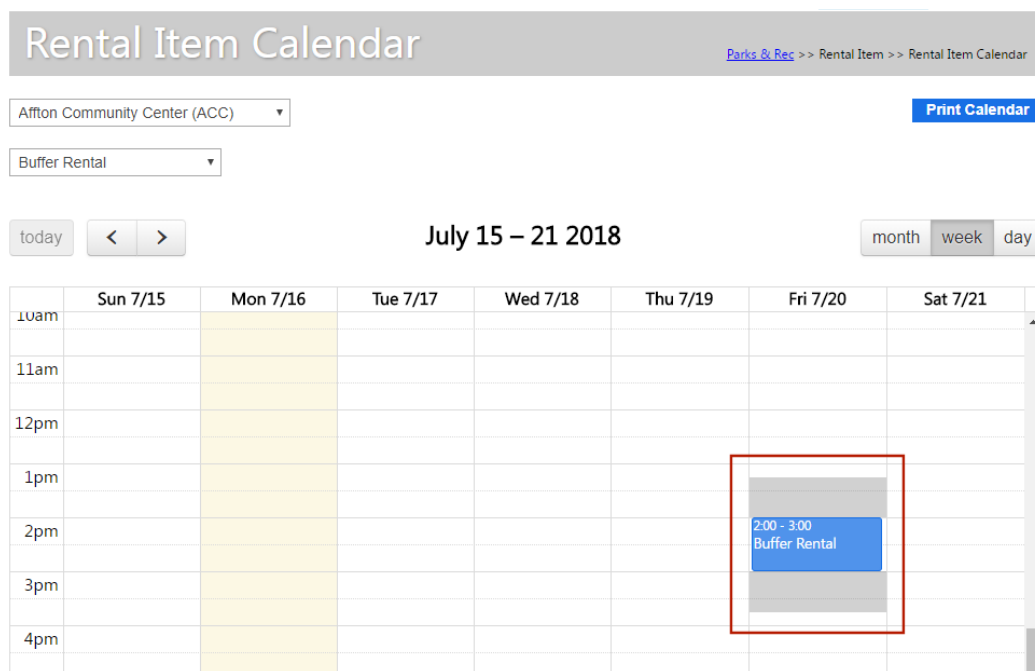 Rental Item Calendar
Parks & Rec >> Rental Item >> Rental Item Calendar
Affton Community Center (ACC)
Print Calendar
Buffer Rental
today
July 15 – 21 2018
month week day
Sun 7/15 Mon 7/16 Tue 7/17 Wed 7/18 Thu 7/19 Fri 7/20 Sat 7/21
10am
11am
12pm
1pm
2pm
2:00 - 3:00
Buffer Rental
3pm
4pm